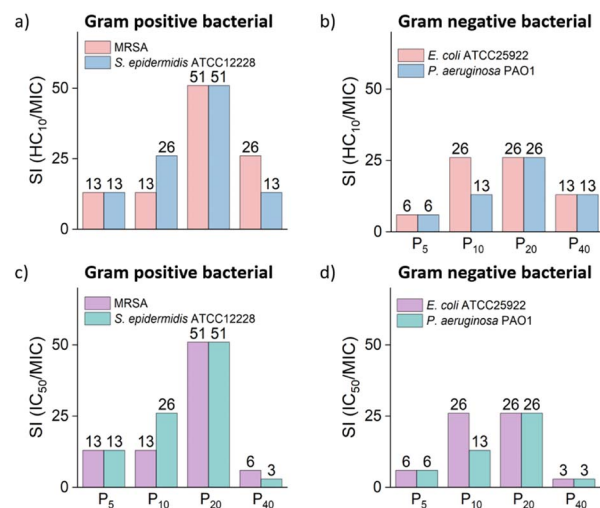 a) Gram positive bacterial
MRSA
S. epidermidis ATCC12228
SI (HC10/MIC)
50
25
0
13 13 13 26 51 51 26 13
b) Gram negative bacterial
E. coli ATCC25922
P. aeruginosa PAO1
SI (HC10/MIC)
50
25
0
6 6 26 13 26 26 13 13
P5 P10 P20 P40
c) Gram positive bacterial
MRSA
S. epidermidis ATCC12228
SI (IC50/MIC)
50
25
0
13 13 13 26 51 51 6 3
P5 P10 P20 P40
d) Gram negative bacterial
E. coli ATCC25922
P. aeruginosa PAO1
SI (IC50/MIC)
50
25
0
6 6 26 13 26 26 3 3
P5 P10 P20 P40